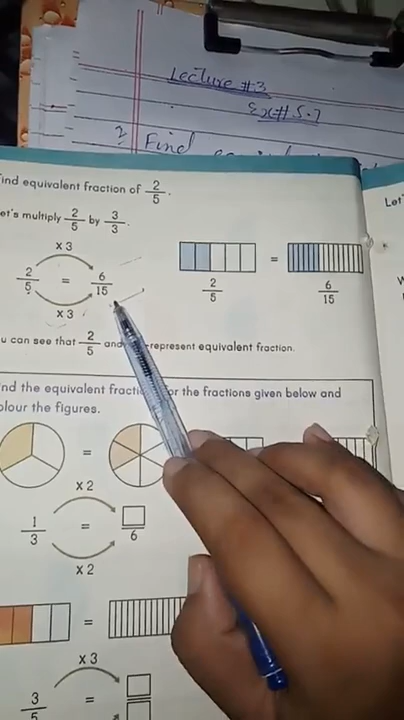 Lecture #3
Ex# 5.7
? Find
ind equivalent fraction of 2/5.
et's multiply 2/5 by 3/3.
Let'
x 3
2/5 = 6/15
x 3
=
2/5
6/15
u can see that 2/5 and
represent equivalent fraction.
nd the equivalent fracti
or the fractions given below and
olour the figures.
=
x 2
1/3 = □/6
x 2
=
x 3
3/5 = □/□